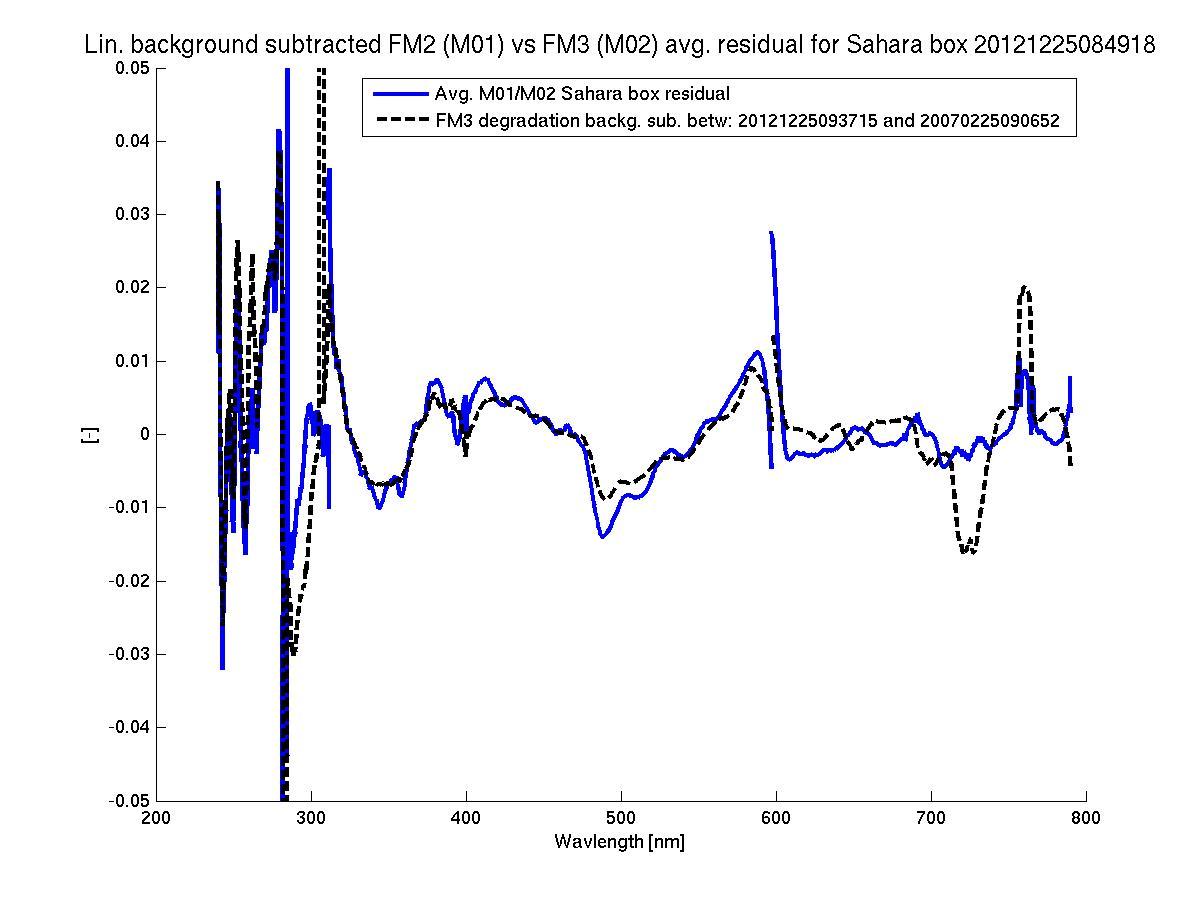 Lin. background subtracted FM2 (M01) vs FM3 (M02) avg. residual for Sahara box 20121225084918
Avg. M01/M02 Sahara box residual
FM3 degradation backg. sub. betw: 20121225093715 and 20070225090652
0.05
0.04
0.03
0.02
0.01
0
-0.01
-0.02
-0.03
-0.04
-0.05
[-]
200 300 400 500 600 700 800
Wavlength [nm]